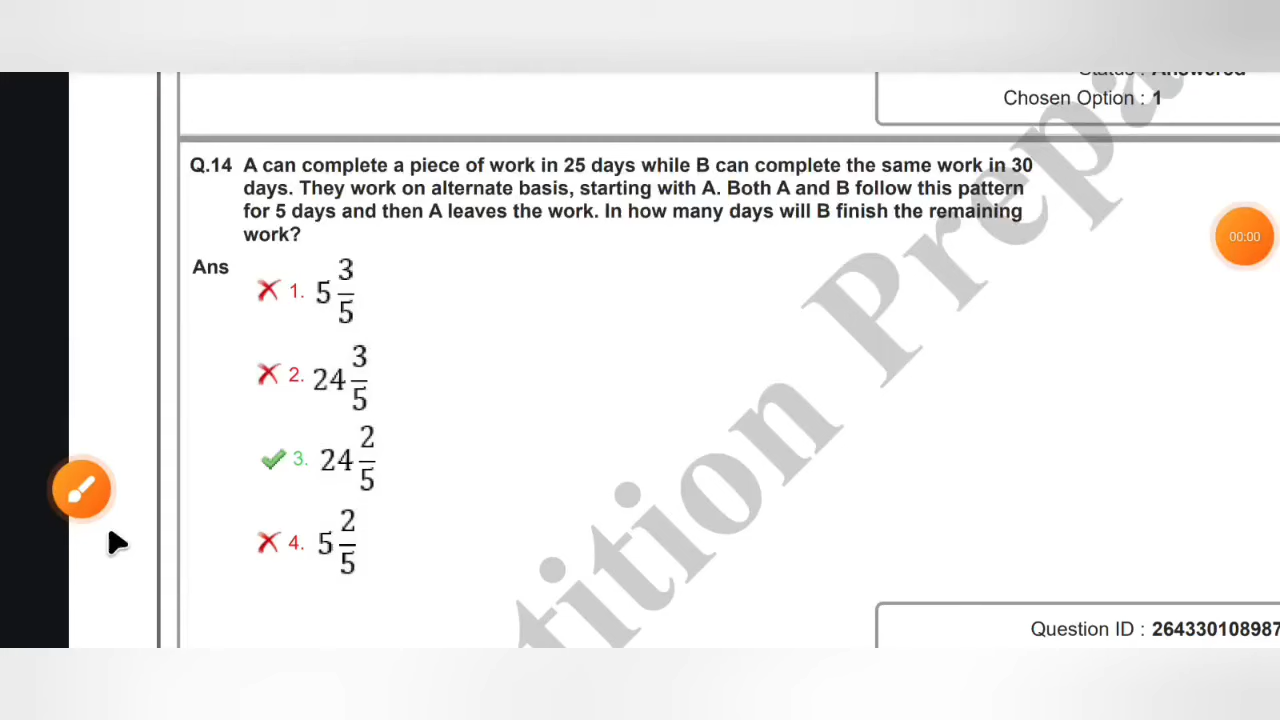 Chosen Option : 1
Q.14 A can complete a piece of work in 25 days while B can complete the same work in 30
days. They work on alternate basis, starting with A. Both A and B follow this pattern
for 5 days and then A leaves the work. In how many days will B finish the remaining
work?
Ans
1. 5 3/5
2. 24 3/5
3. 24 2/5
4. 5 2/5
00:00
Question ID : 264330108987